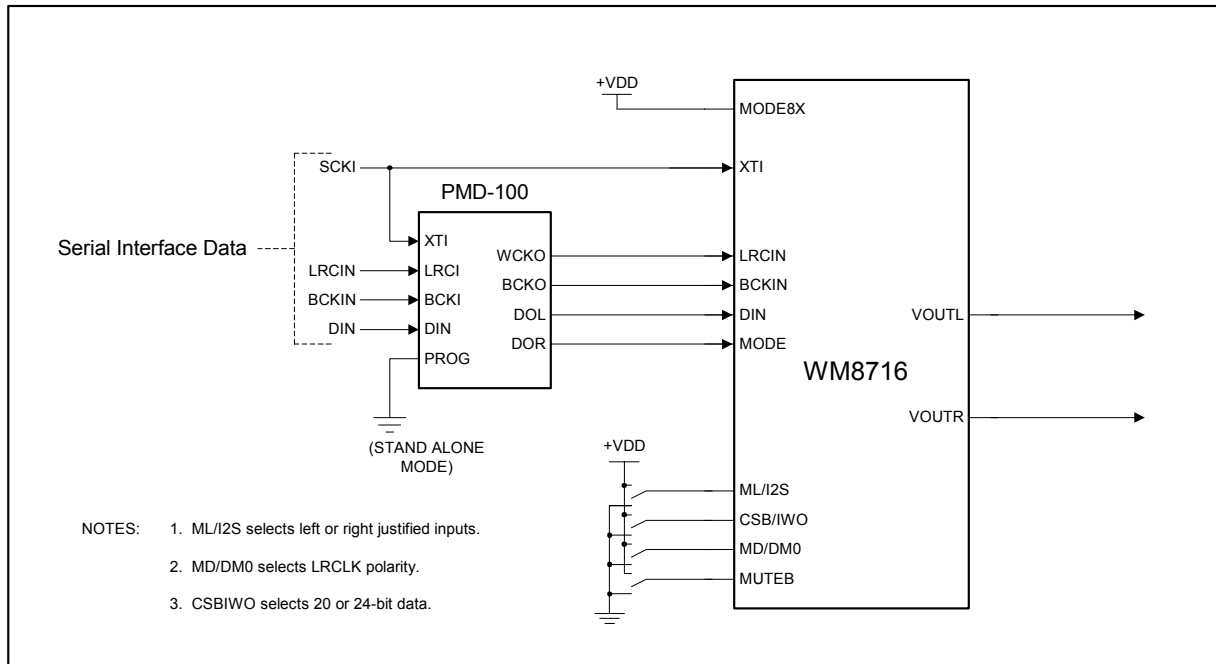 +VDD
MODE8X
SCKI
XTI
PMD-100
Serial Interface Data
XTI
WCKO
LRCIN
LRCIN
LRCI
BCKO
BCKIN
BCKIN
BCKI
DOL
DIN
DIN
DIN
DOR
MODE
PROG
VOUTL
WM8716
VOUTR
(STAND ALONE
MODE)
+VDD
ML/I2S
CSB/IWO
MD/DM0
MUTEB
NOTES: 1. ML/I2S selects left or right justified inputs.
2. MD/DM0 selects LRCLK polarity.
3. CSBIWO selects 20 or 24-bit data.